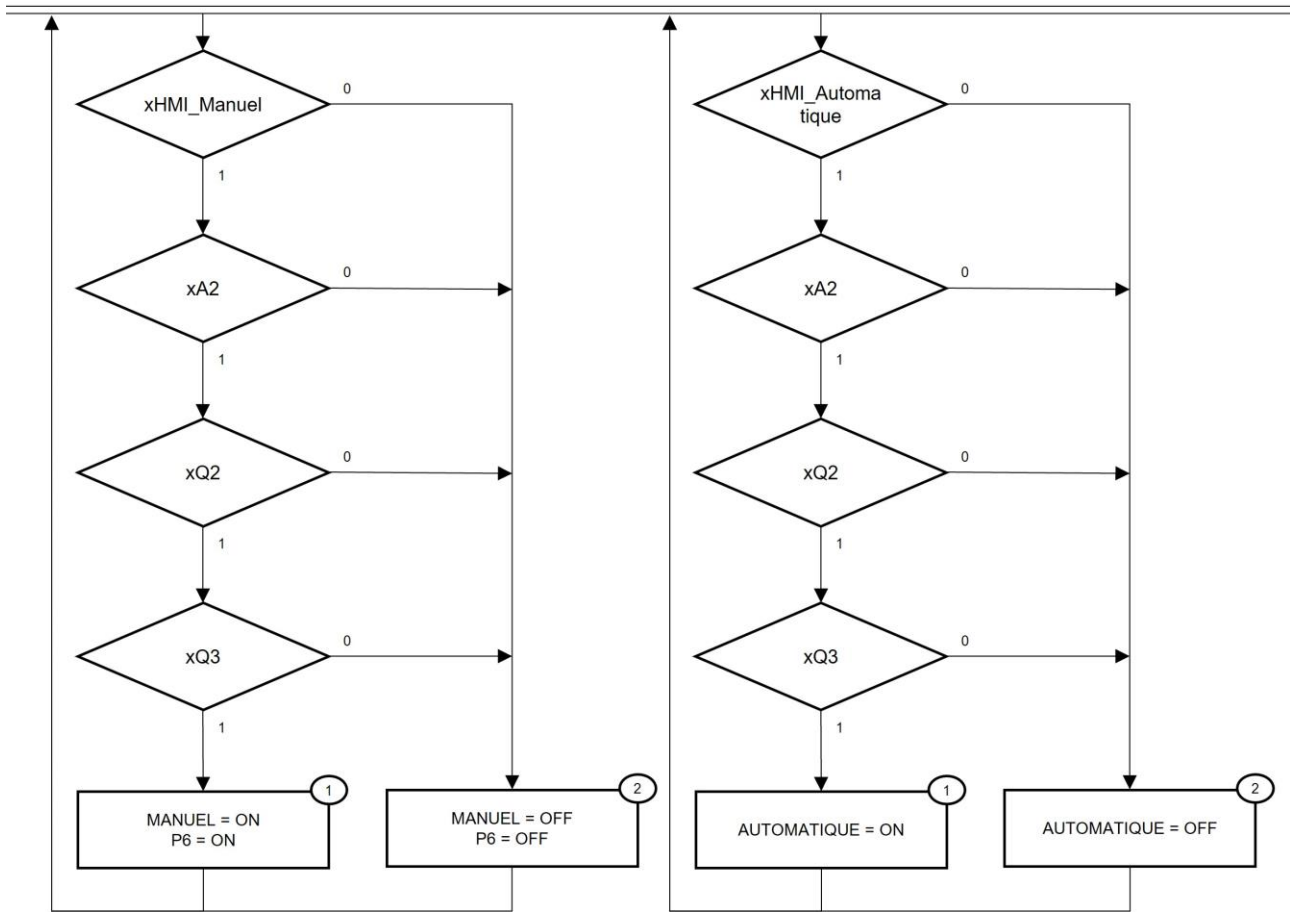 xHMI_Manuel
0
1
xA2
0
1
xQ2
0
1
xQ3
0
1
1
MANUEL = ON
P6 = ON
2
MANUEL = OFF
P6 = OFF
xHMI_Automa
tique
0
1
xA2
0
1
xQ2
0
1
xQ3
0
1
1
AUTOMATIQUE = ON
2
AUTOMATIQUE = OFF